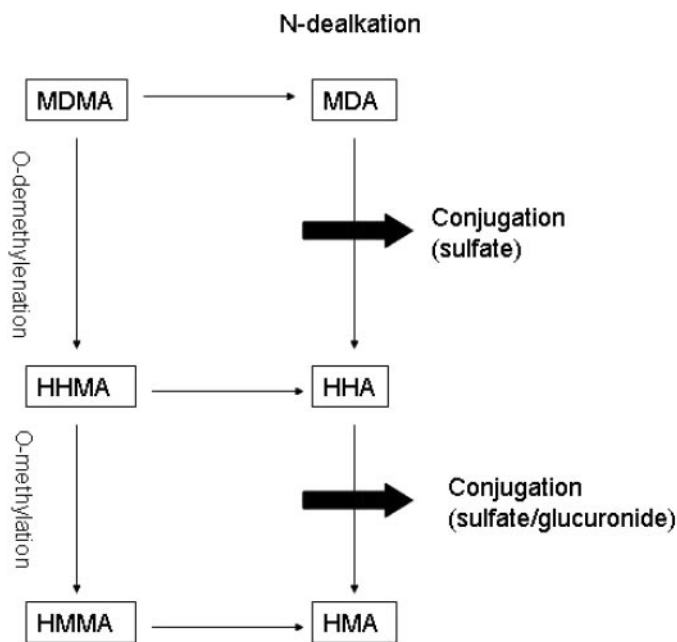 N-dealkation
MDMA
MDA
O-demethylenation
Conjugation
(sulfate)
HHMA
HHA
O-methylation
Conjugation
(sulfate/glucuronide)
HMMA
HMA